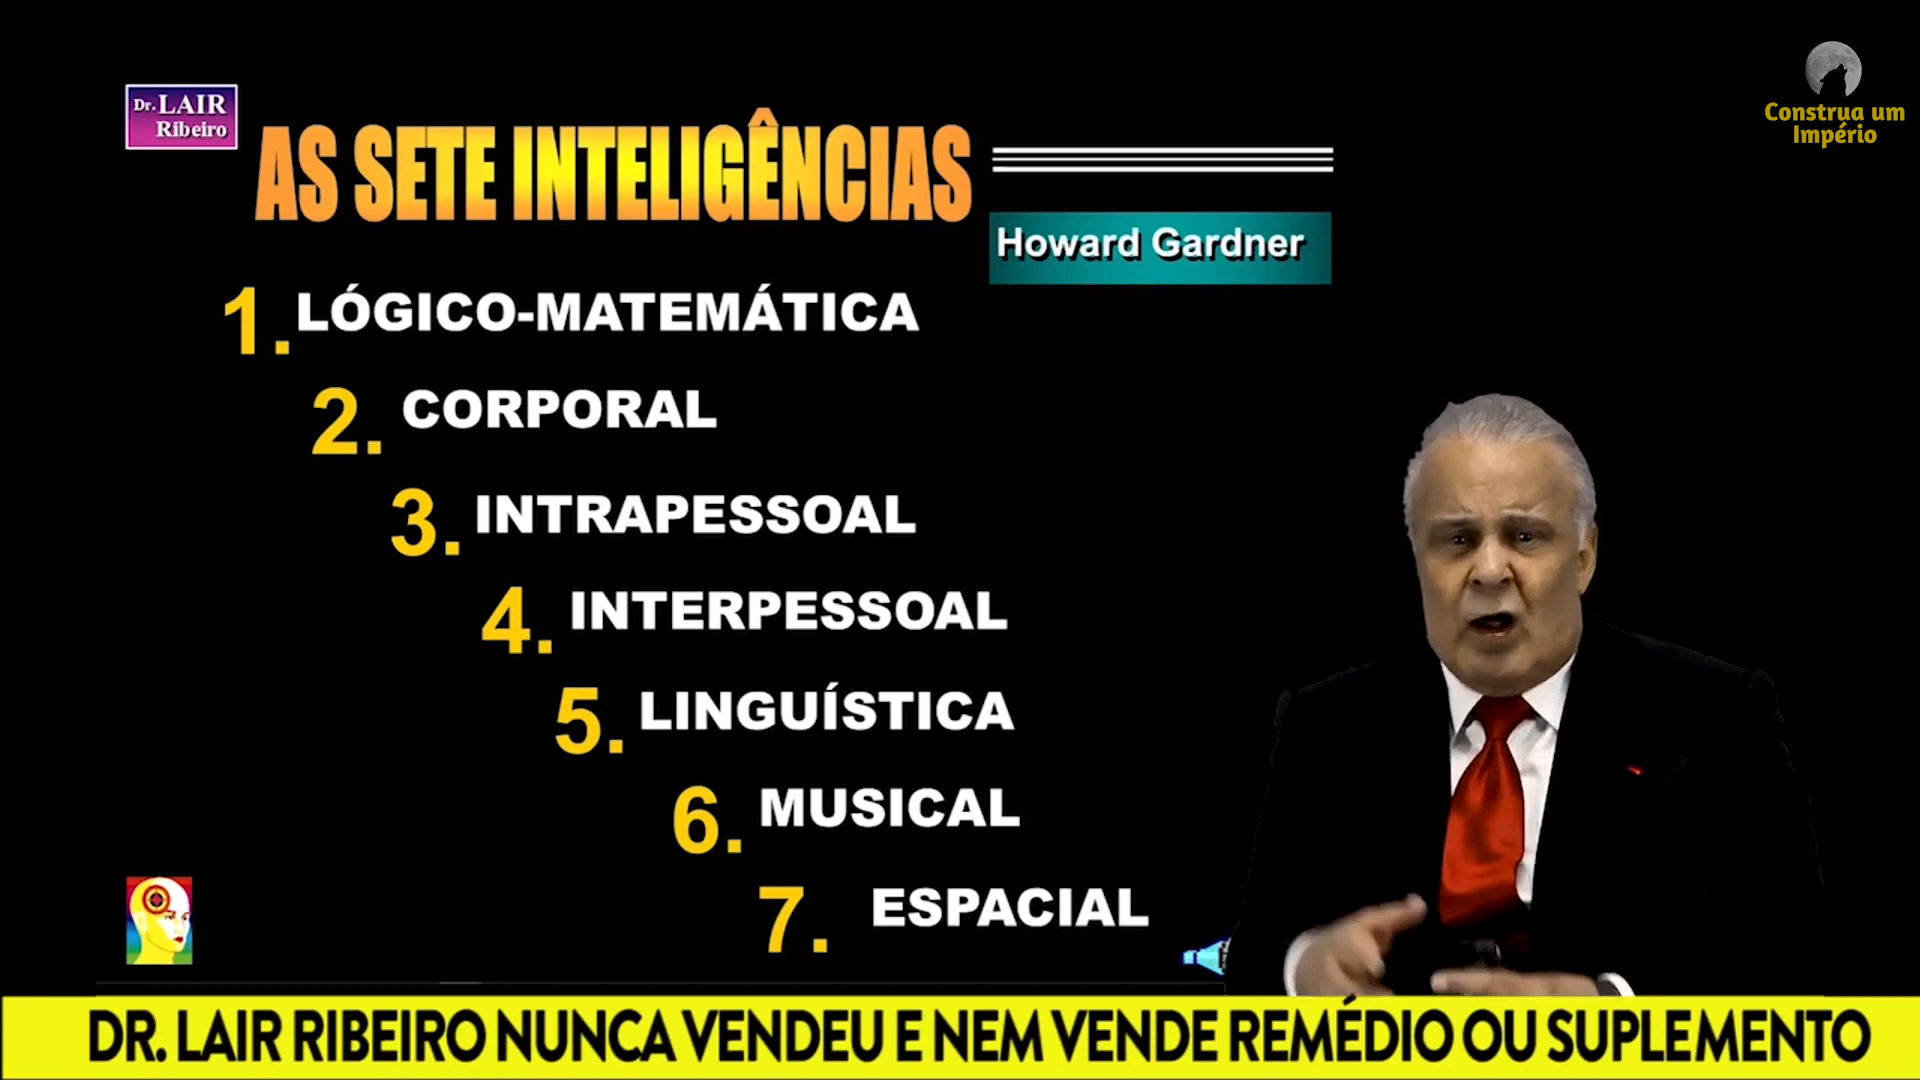 Dr. LAIR
Ribeiro
AS SETE INTELIGÊNCIAS
Howard Gardner
Construa um
Império
1. LÓGICO-MATEMÁTICA
2. CORPORAL
3. INTRAPESSOAL
4. INTERPESSOAL
5. LINGUÍSTICA
6. MUSICAL
7. ESPACIAL
DR. LAIR RIBEIRO NUNCA VENDEU E NEM VENDE REMÉDIO OU SUPLEMENTO